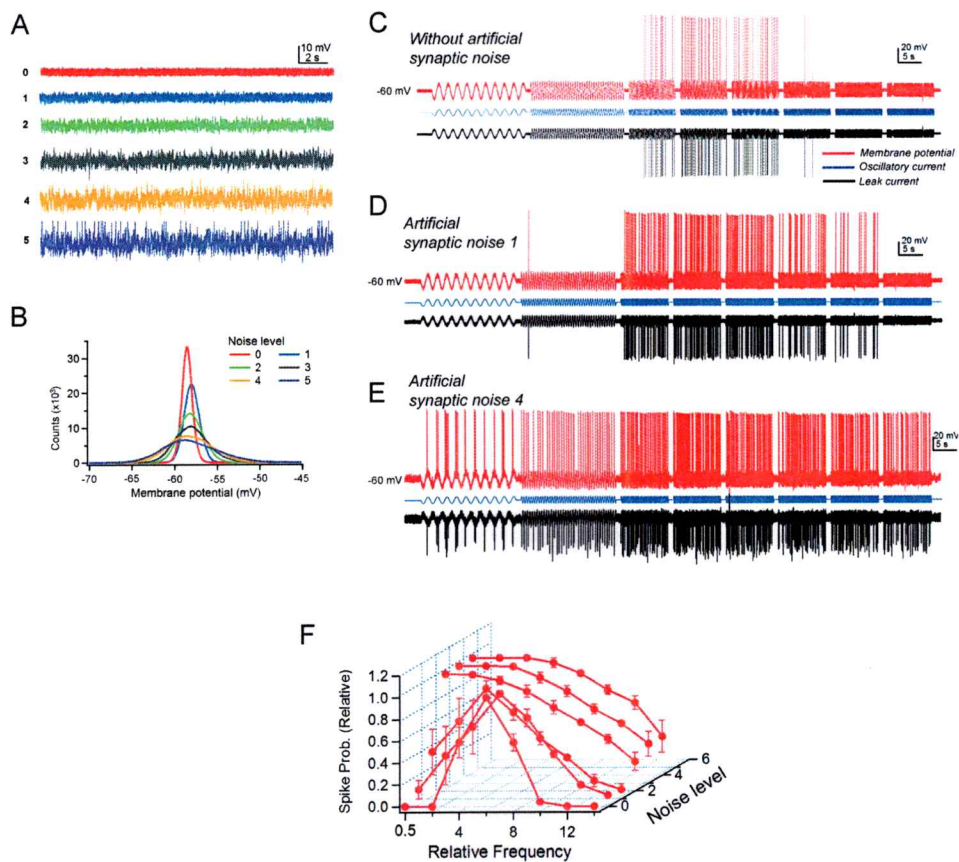 A
10 mV
2 s
0
1
2
3
4
5
B
Noise level
0
1
2
3
4
5
Counts (×10³)
30
20
10
0
-70
-65
-60
-55
-50
-45
Membrane potential (mV)
C
Without artificial
synaptic noise
20 mV
5 s
-60 mV
Membrane potential
Oscillatory current
Leak current
D
Artificial
synaptic noise 1
20 mV
5 s
-60 mV
E
Artificial
synaptic noise 4
20 mV
5 s
-60 mV
F
Spike Prob. (Relative)
1.2
1.0
0.8
0.6
0.4
0.2
0.0
0.5
4
8
12
Relative Frequency
0
2
4
6
Noise level